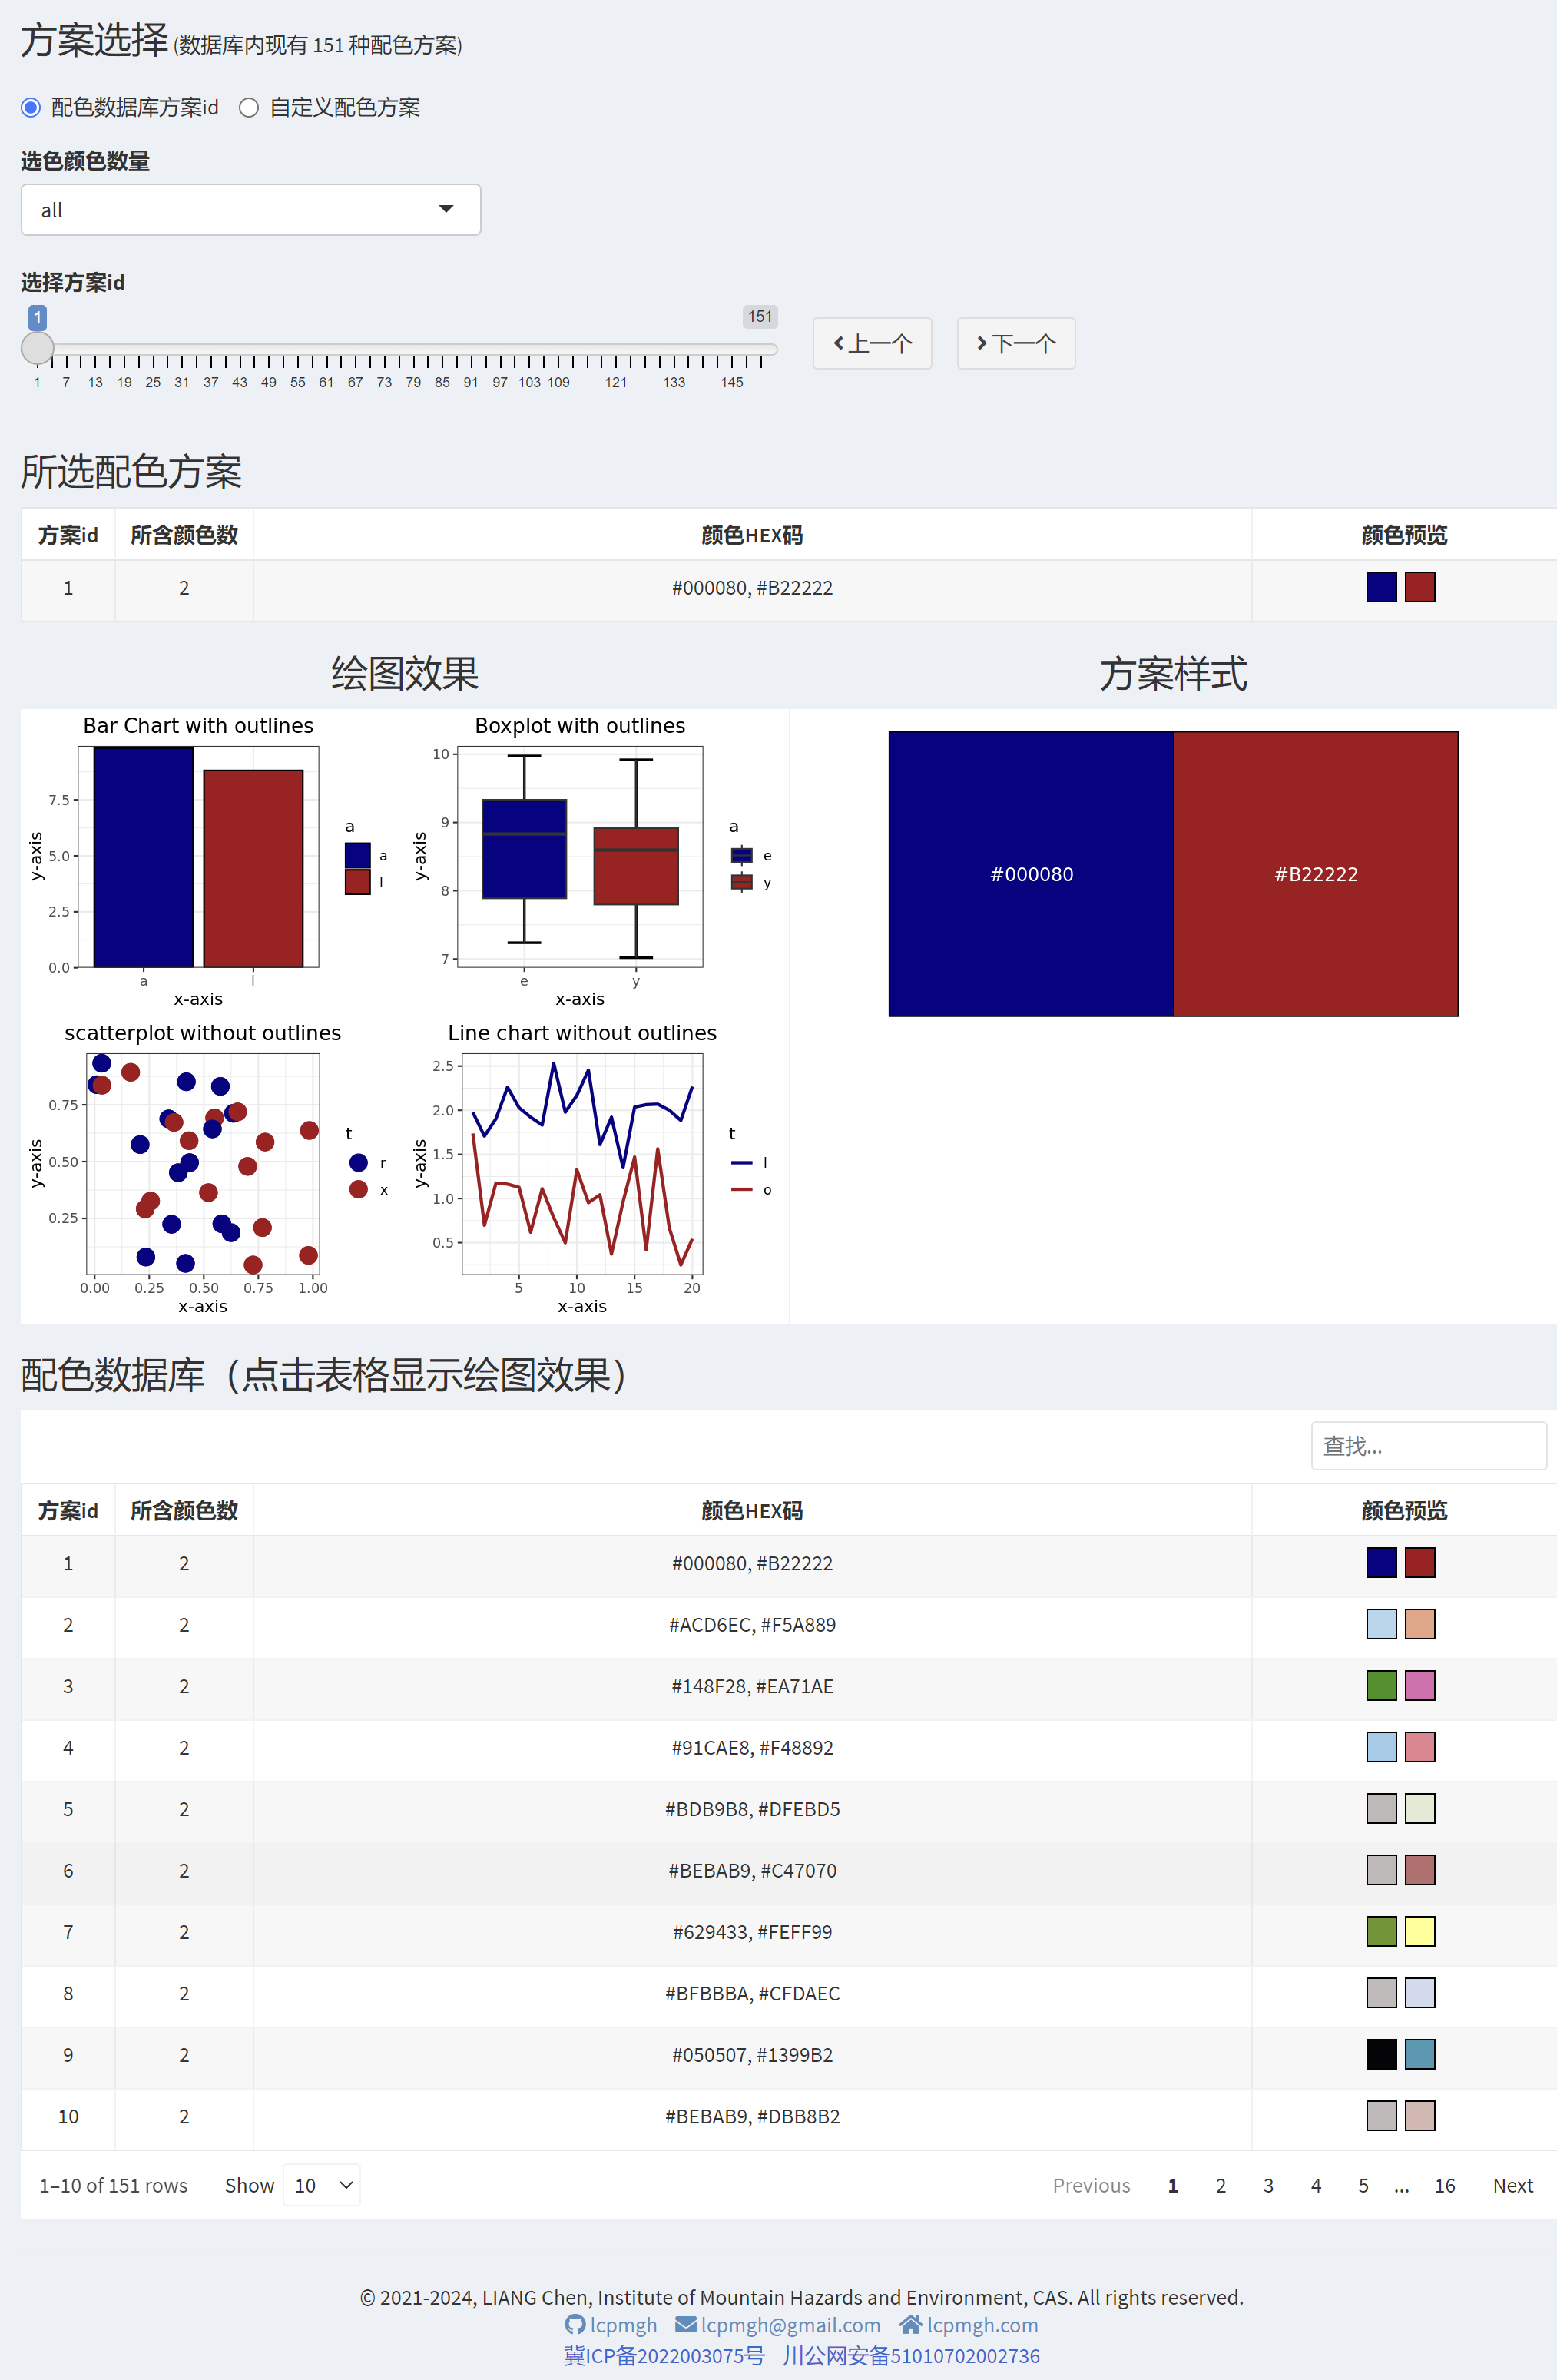 方案选择 (数据库内现有 151 种配色方案)
配色数据库方案id 自定义配色方案
选色颜色数量
all
选择方案id
1 151
上一个 下一个
1 7 13 19 25 31 37 43 49 55 61 67 73 79 85 91 97 103 109 121 133 145
所选配色方案
方案id 所含颜色数 颜色HEX码 颜色预览
1 2 #000080, #B22222
绘图效果 方案样式
Bar Chart with outlines
7.5
5.0
2.5
0.0
y-axis
a l
x-axis
a
a
l
Boxplot with outlines
10
9
8
7
y-axis
e y
x-axis
a
e
y
#000080 #B22222
scatterplot without outlines
0.75
0.50
0.25
y-axis
0.00 0.25 0.50 0.75 1.00
x-axis
t
r
x
Line chart without outlines
2.5
2.0
1.5
1.0
0.5
y-axis
5 10 15 20
x-axis
t
l
o
配色数据库（点击表格显示绘图效果）
查找...
方案id 所含颜色数 颜色HEX码 颜色预览
1 2 #000080, #B22222
2 2 #ACD6EC, #F5A889
3 2 #148F28, #EA71AE
4 2 #91CAE8, #F48892
5 2 #BDB9B8, #DFEBD5
6 2 #BEBAB9, #C47070
7 2 #629433, #FEFF99
8 2 #BFBBBA, #CFDAEC
9 2 #050507, #1399B2
10 2 #BEBAB9, #DBB8B2
1–10 of 151 rows Show 10 Previous 1 2 3 4 5 ... 16 Next
© 2021-2024, LIANG Chen, Institute of Mountain Hazards and Environment, CAS. All rights reserved.
lcpmgh lcpmgh@gmail.com lcpmgh.com
冀ICP备2022003075号 川公网安备51010702002736